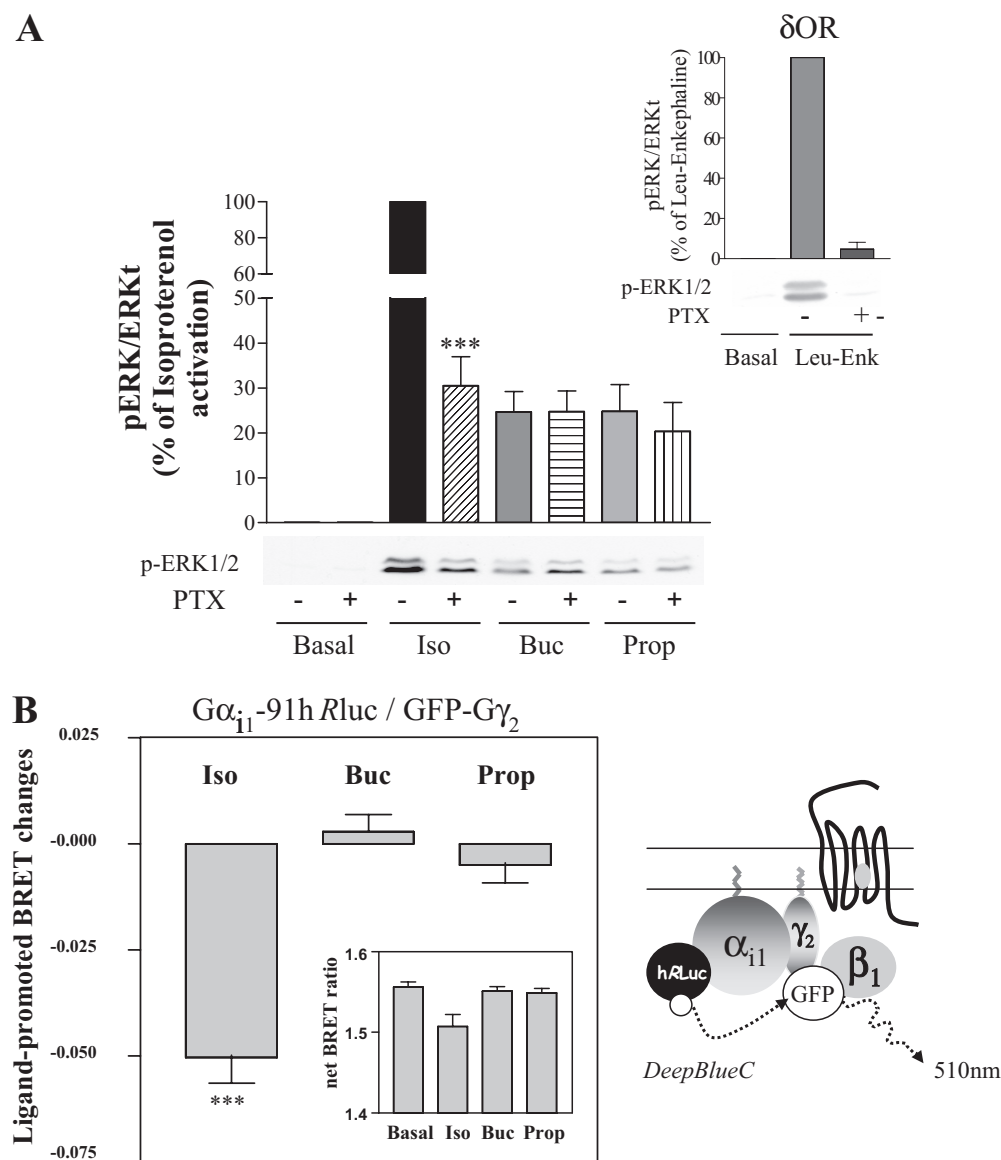 A
δOR
pERK/ERKt
(% of Leu-Enkephaline)
100
80
60
40
20
0
p-ERK1/2
PTX - + -
Basal Leu-Enk
pERK/ERKt
(% of Isoproterenol
activation)
100
80
60
50
40
30
20
10
0
***
p-ERK1/2
PTX - + - + - + - +
Basal Iso Buc Prop
B
Gαi1-91h Rluc / GFP-Gγ2
Ligand-promoted BRET changes
0.025
-0.000
-0.025
-0.050
-0.075
Iso Buc Prop
***
net BRET ratio
1.6
1.5
1.4
Basal Iso Buc Prop
αi1
γ2
β1
hRLuc
GFP
DeepBlueC
510nm